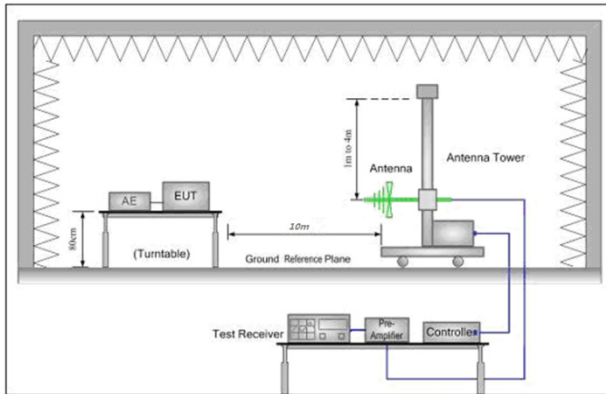 1m to 4m
Antenna
Antenna Tower
AE
EUT
80cm
(Turntable)
10m
Ground Reference Plane
Test Receiver
Pre-
Amplifier
Controller